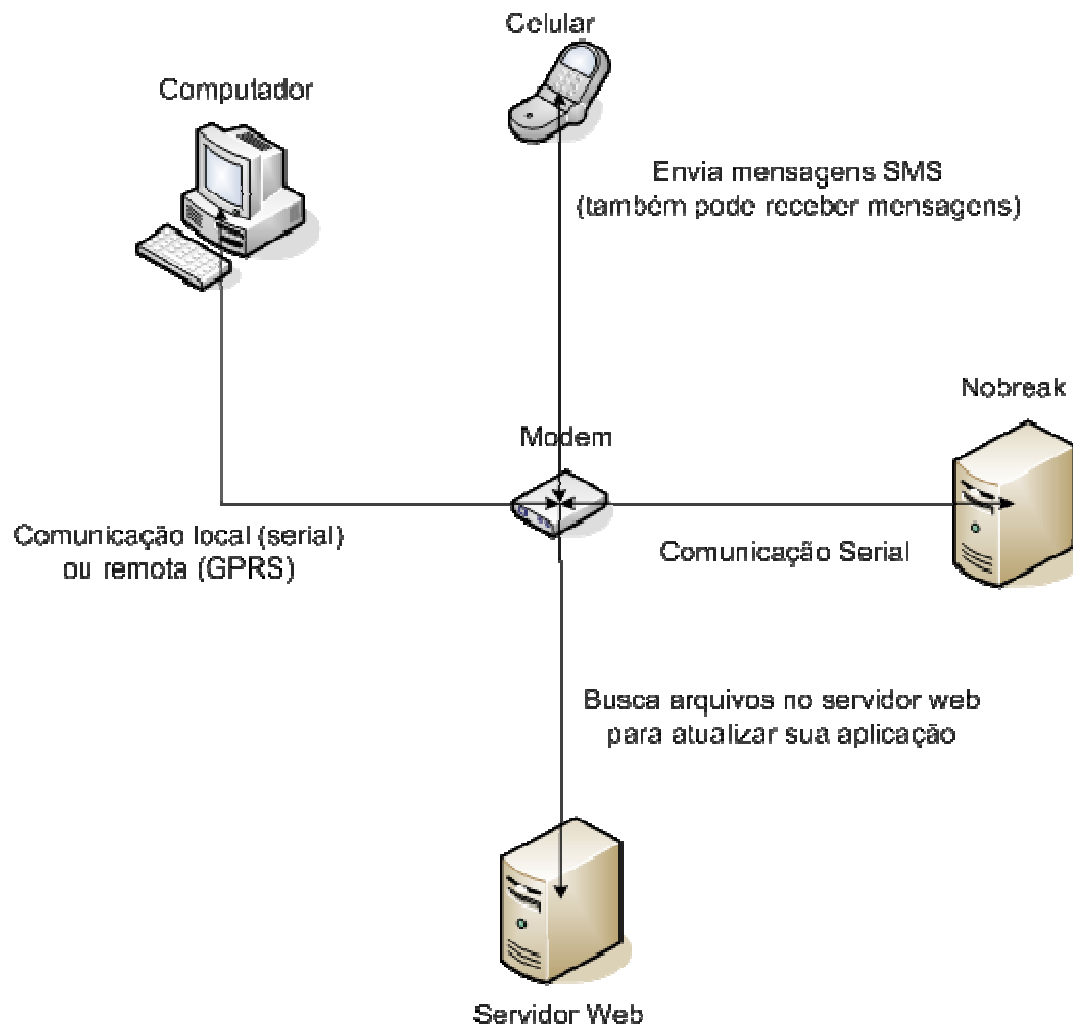 Celular
Computador
Envia mensagens SMS
(também pode receber mensagens)
Nobreak
Modem
Comunicação local (serial)
ou remota (GPRS)
Comunicação Serial
Busca arquivos no servidor web
para atualizar sua aplicação
Servidor Web